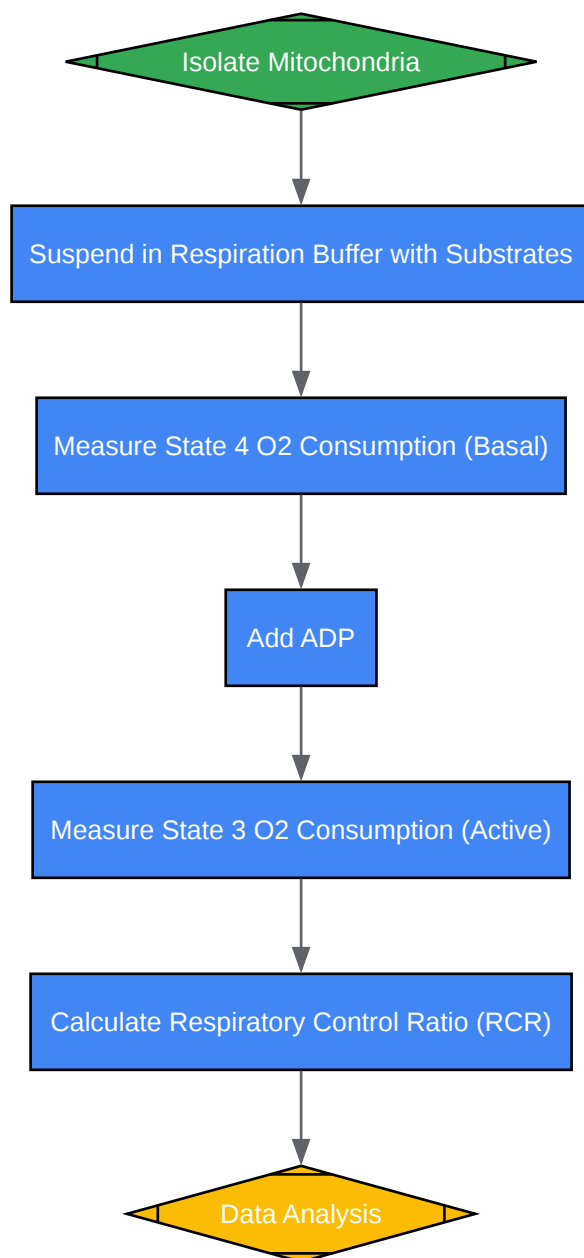 Isolate Mitochondria
Suspend in Respiration Buffer with Substrates
Measure State 4 O2 Consumption (Basal)
Add ADP
Measure State 3 O2 Consumption (Active)
Calculate Respiratory Control Ratio (RCR)
Data Analysis